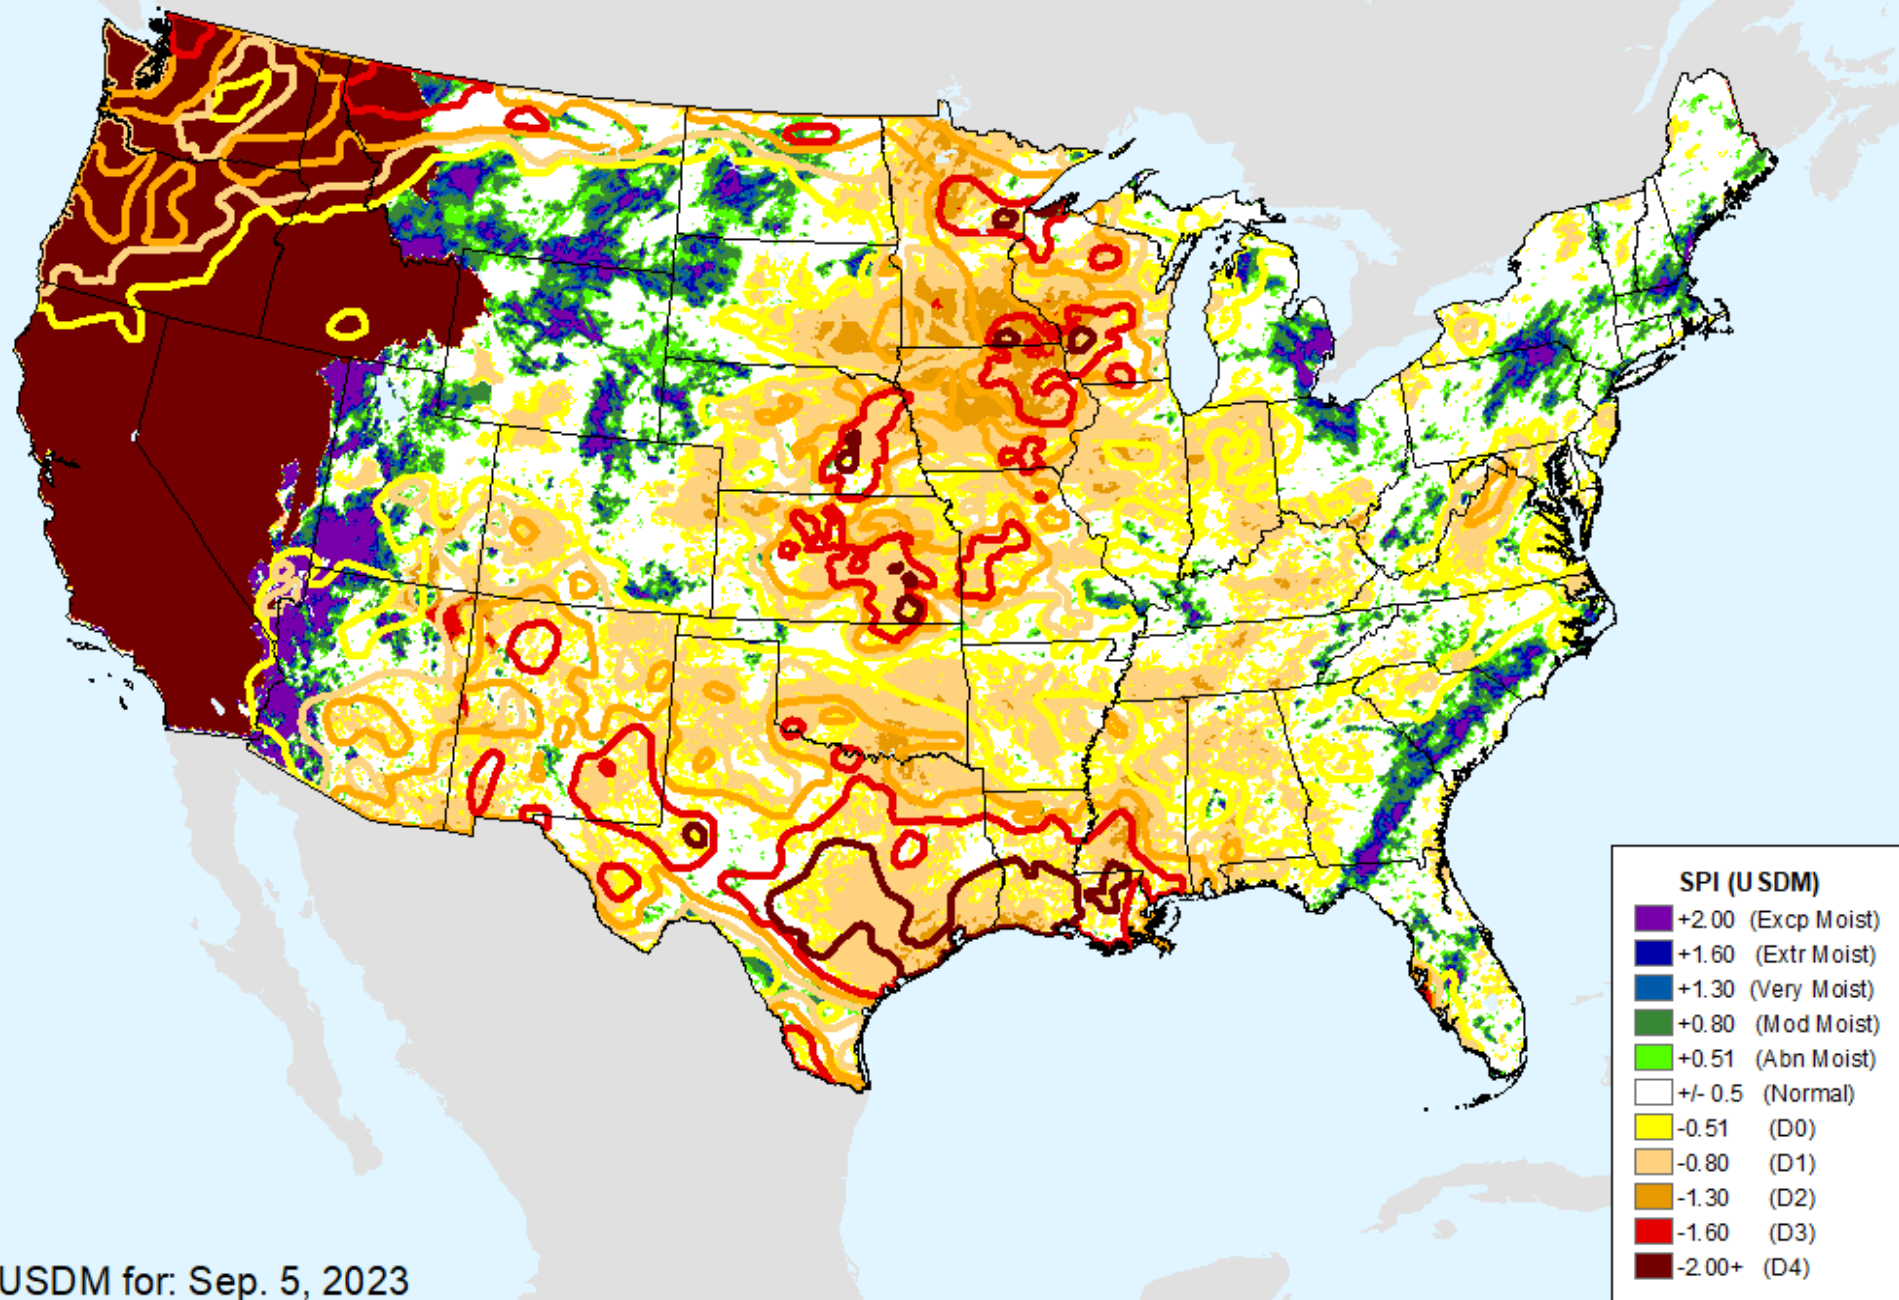 SPI (USDM)
+2.00 (Excp Moist)
+1.60 (Extr Moist)
+1.30 (Very Moist)
+0.80 (Mod Moist)
+0.51 (Abn Moist)
+/- 0.5 (Normal)
-0.51 (D0)
-0.80 (D1)
-1.30 (D2)
-1.60 (D3)
-2.00+ (D4)
USDM for: Sep. 5, 2023